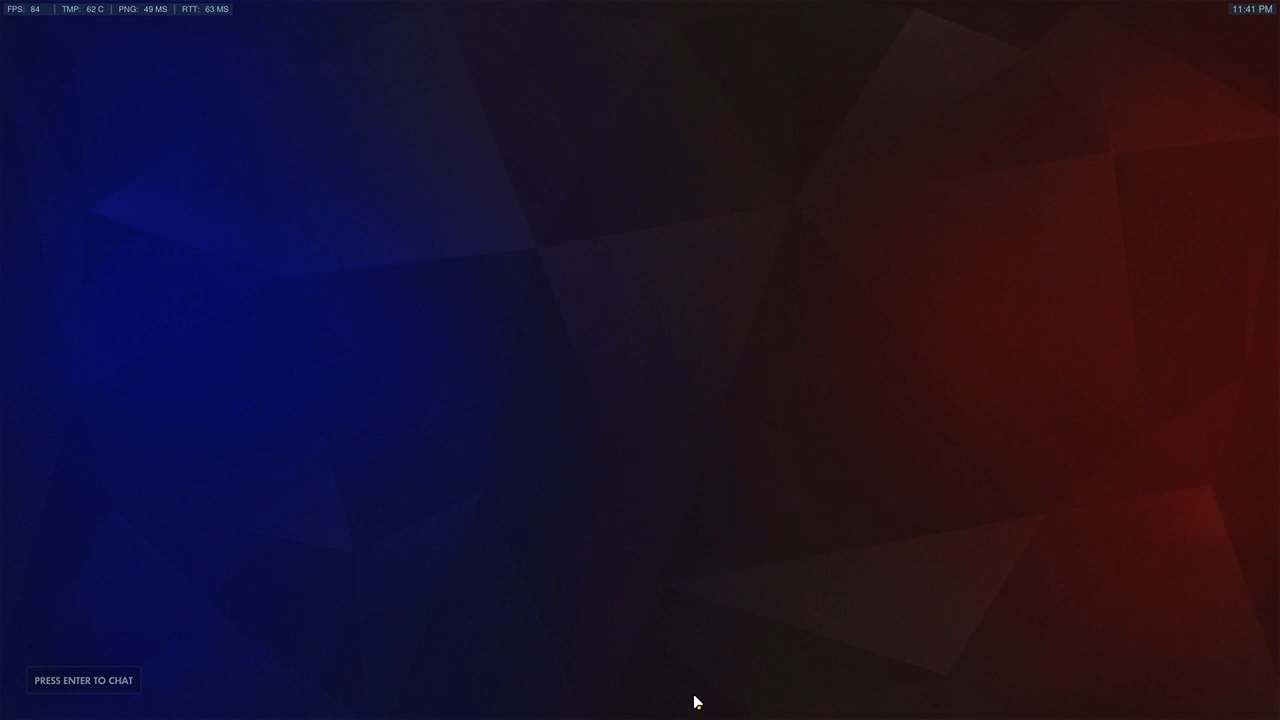 FPS: 84 | TMP: 62 C | PNG: 49 MS | RTT: 63 MS
11:41 PM
PRESS ENTER TO CHAT